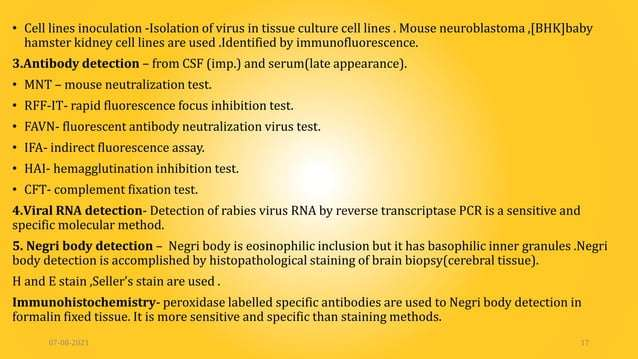 • Cell lines inoculation -Isolation of virus in tissue culture cell lines . Mouse neuroblastoma ,[BHK]baby
hamster kidney cell lines are used .Identified by immunofluorescence.
3.Antibody detection – from CSF (imp.) and serum(late appearance).
• MNT – mouse neutralization test.
• RFF-IT- rapid fluorescence focus inhibition test.
• FAVN- fluorescent antibody neutralization virus test.
• IFA- indirect fluorescence assay.
• HAI- hemagglutination inhibition test.
• CFT- complement fixation test.
4.Viral RNA detection- Detection of rabies virus RNA by reverse transcriptase PCR is a sensitive and
specific molecular method.
5. Negri body detection – Negri body is eosinophilic inclusion but it has basophilic inner granules .Negri
body detection is accomplished by histopathological staining of brain biopsy(cerebral tissue).
H and E stain ,Seller's stain are used .
Immunohistochemistry- peroxidase labelled specific antibodies are used to Negri body detection in
formalin fixed tissue. It is more sensitive and specific than staining methods.
07-08-2021 17